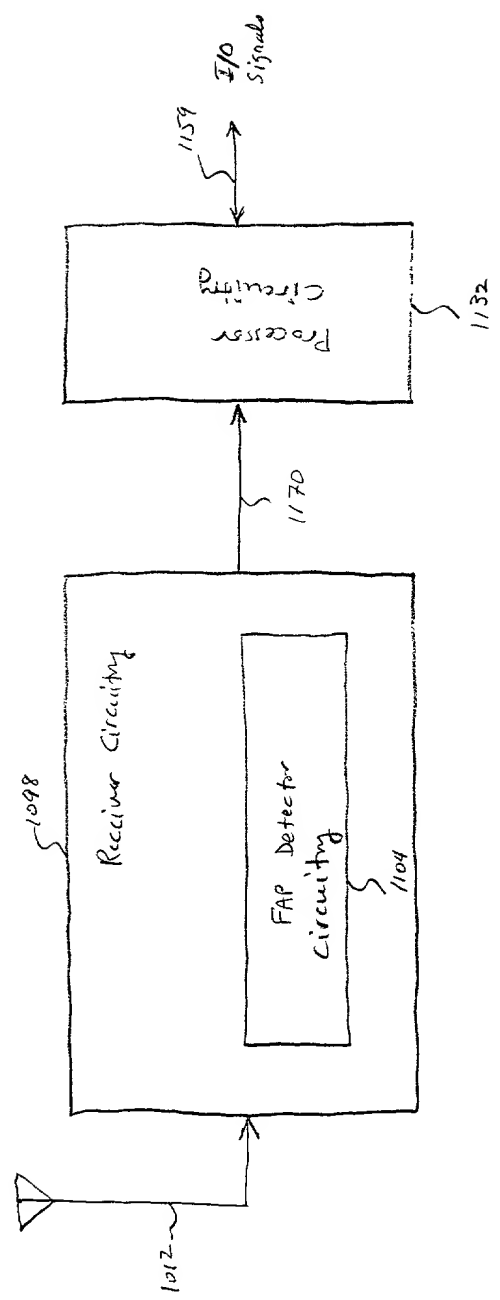 1012
1098
Receiver Circuitry
FAP Detector
Circuitry
1104
1170
Processor
Circuitry
1132
1159
I/O
Signals